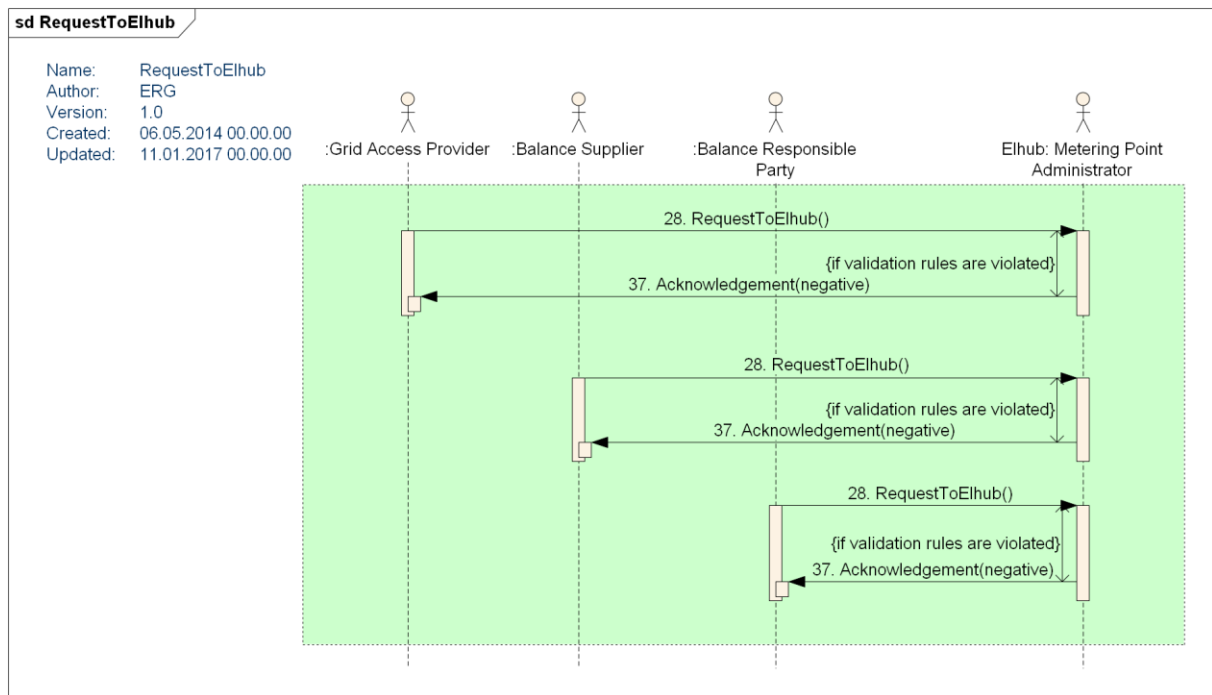 sd RequestToElhub
Name: RequestToElhub
Author: ERG
Version: 1.0
Created: 06.05.2014 00.00.00
Updated: 11.01.2017 00.00.00
:Grid Access Provider
:Balance Supplier
:Balance Responsible
Party
Elhub: Metering Point
Administrator
28. RequestToElhub()
{if validation rules are violated}
37. Acknowledgement(negative)
28. RequestToElhub()
{if validation rules are violated}
37. Acknowledgement(negative)
28. RequestToElhub()
{if validation rules are violated}
37. Acknowledgement(negative)